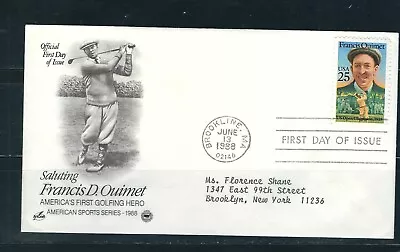 Official
First Day
of Issue
Francis Ouimet
USA
25
BROOKLINE, MA
JUNE
13
1988
02146
FIRST DAY OF ISSUE
Saluting
Francis D. Ouimet
AMERICA'S FIRST GOLFING HERO
AMERICAN SPORTS SERIES - 1988
Ms. Florence Shane
1347 East 99th Street
Brooklyn, New York 11236